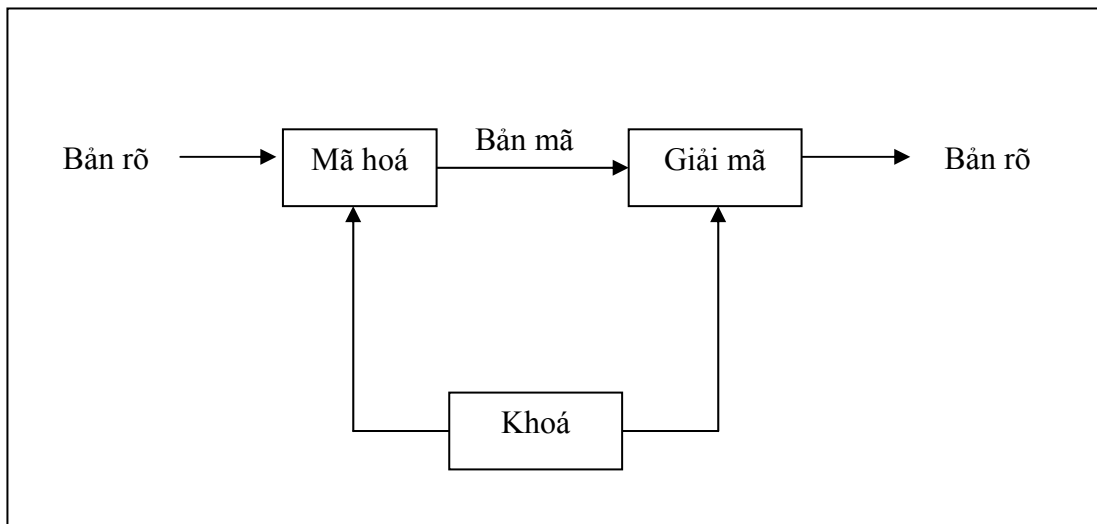 Bản rõ
Mã hoá
Bản mã
Giải mã
Bản rõ
Khoá